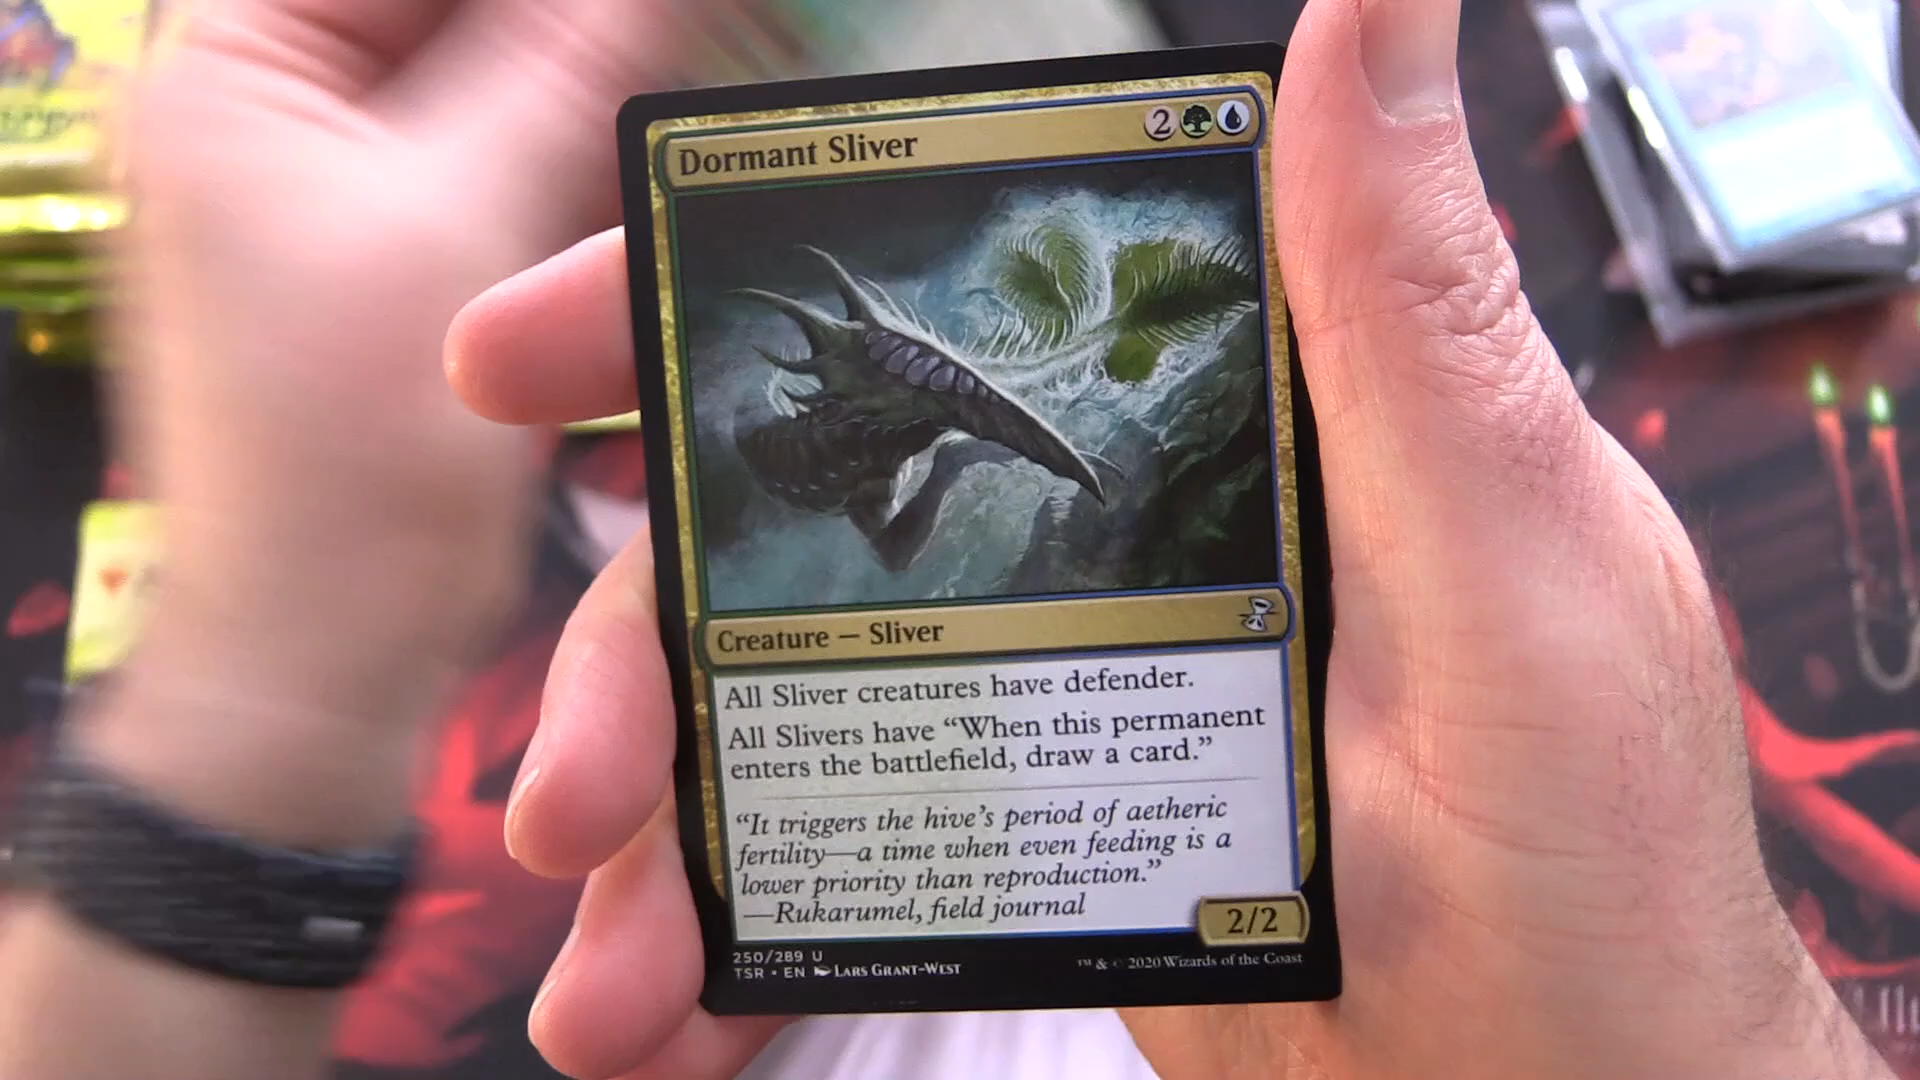 Dormant Sliver 2
Creature — Sliver
All Sliver creatures have defender.
All Slivers have “When this permanent
enters the battlefield, draw a card.”
“It triggers the hive’s period of aetheric
fertility—a time when even feeding is a
lower priority than reproduction.”
—Rukarumel, field journal
2/2
250/289 U
TSR • EN Lars Grant-West
™ & © 2020 Wizards of the Coast